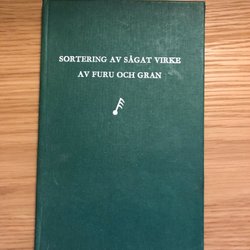 SORTERING AV SÅGAT VIRKE
AV FURU OCH GRAN